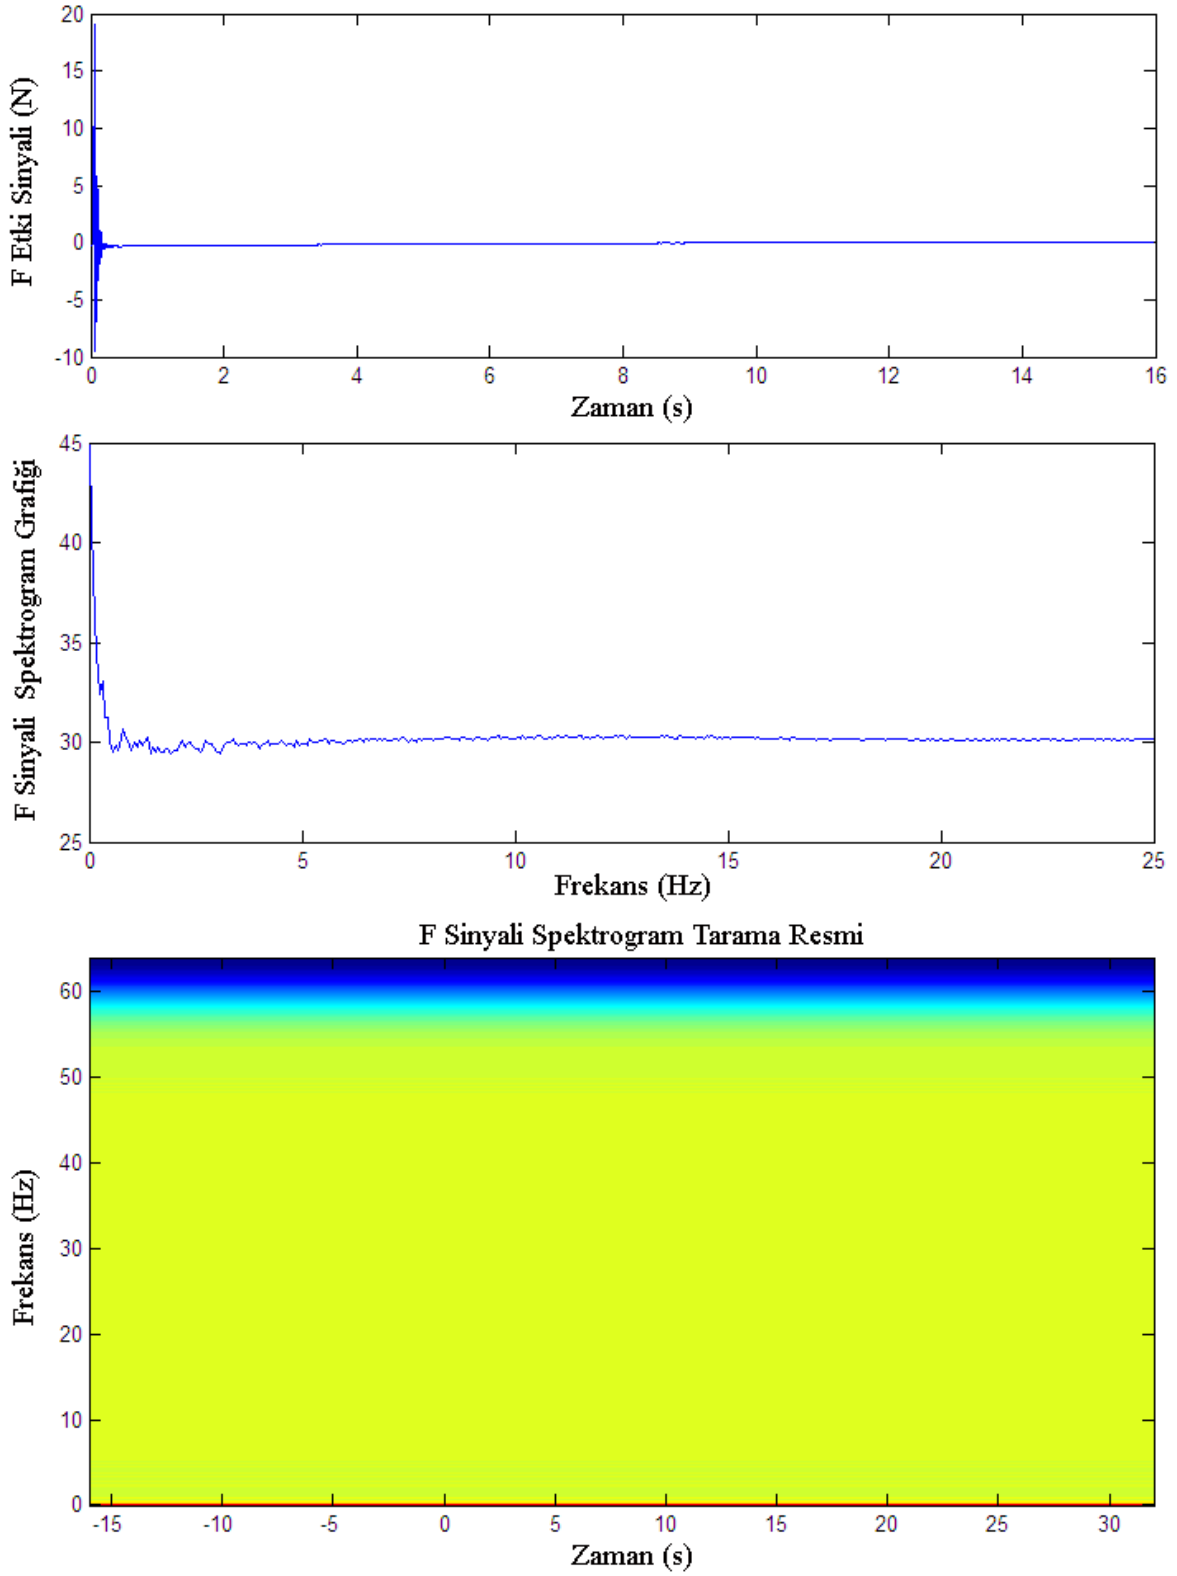 20
15
10
5
0
-5
-10
F Etki Sinyali (N)
0 2 4 6 8 10 12 14 16
Zaman (s)
45
40
35
30
25
F Sinyali Spektrogram Grafiği
0 5 10 15 20 25
Frekans (Hz)
F Sinyali Spektrogram Tarama Resmi
60
50
40
30
20
10
0
Frekans (Hz)
-15 -10 -5 0 5 10 15 20 25 30
Zaman (s)